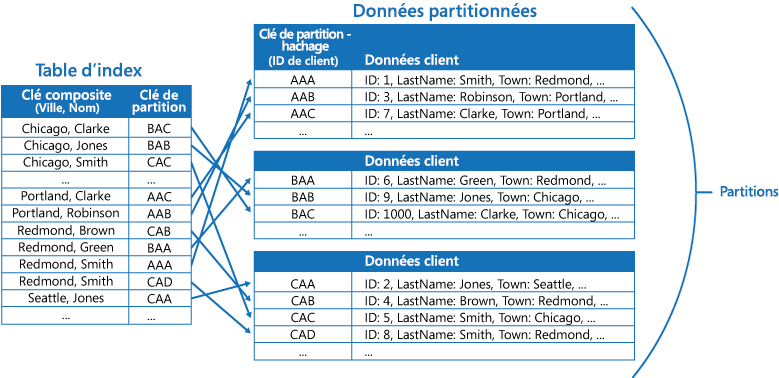 Données partitionnées
Clé de partition -
hachage
(ID de client)
Données client
AAA ID: 1, LastName: Smith, Town: Redmond, ...
AAB ID: 3, LastName: Robinson, Town: Portland, ...
AAC ID: 7, LastName: Clarke, Town: Portland, ...
... ...
Données client
BAA ID: 6, LastName: Green, Town: Redmond, ...
BAB ID: 9, LastName: Jones, Town: Chicago, ...
BAC ID: 1000, LastName: Clarke, Town: Chicago, ...
... ...
Données client
CAA ID: 2, LastName: Jones, Town: Seattle, ...
CAB ID: 4, LastName: Brown, Town: Redmond, ...
CAC ID: 5, LastName: Smith, Town: Chicago, ...
CAD ID: 8, LastName: Smith, Town: Redmond, ...
... ...
Table d’index
Clé composite
(Ville, Nom)
Clé de
partition
Chicago, Clarke BAC
Chicago, Jones BAB
Chicago, Smith CAC
... ...
Portland, Clarke AAC
Portland, Robinson AAB
Redmond, Brown CAB
Redmond, Green BAA
Redmond, Smith AAA
Redmond, Smith CAD
Seattle, Jones CAA
... ...
Partitions